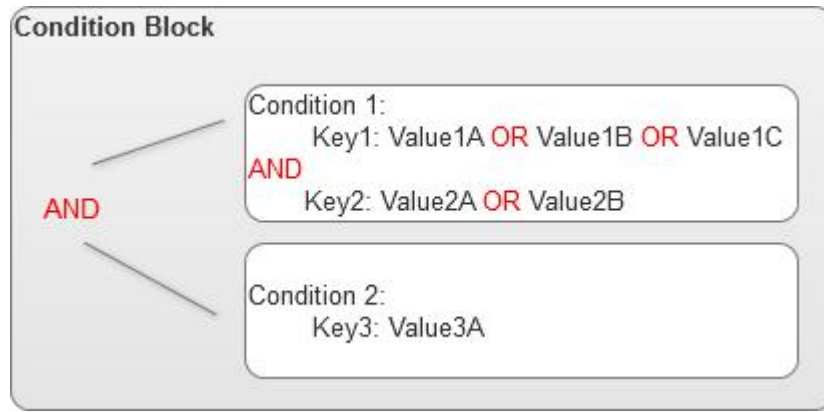 Condition Block
Condition 1:
Key1: Value1A OR Value1B OR Value1C
AND
Key2: Value2A OR Value2B
AND
Condition 2:
Key3: Value3A